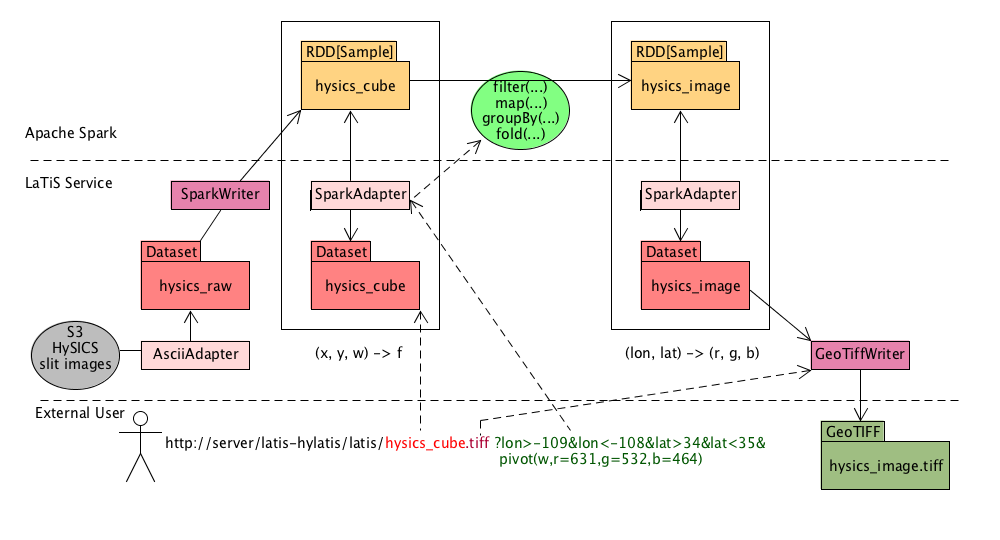 RDD[Sample]
hysics_cube
RDD[Sample]
hysics_image
filter(...)
map(...)
groupBy(...)
fold(...)
Apache Spark
LaTiS Service
SparkWriter
SparkAdapter
SparkAdapter
Dataset
hysics_raw
Dataset
hysics_cube
Dataset
hysics_image
S3
HySICS
slit images
AsciiAdapter
(x, y, w) -> f
(lon, lat) -> (r, g, b)
GeoTiffWriter
External User
http://server/latis-hylatis/latis/hysics_cube.tiff ?lon>-109&lon<-108&lat>34&lat<35&
pivot(w,r=631,g=532,b=464)
GeoTIFF
hysics_image.tiff